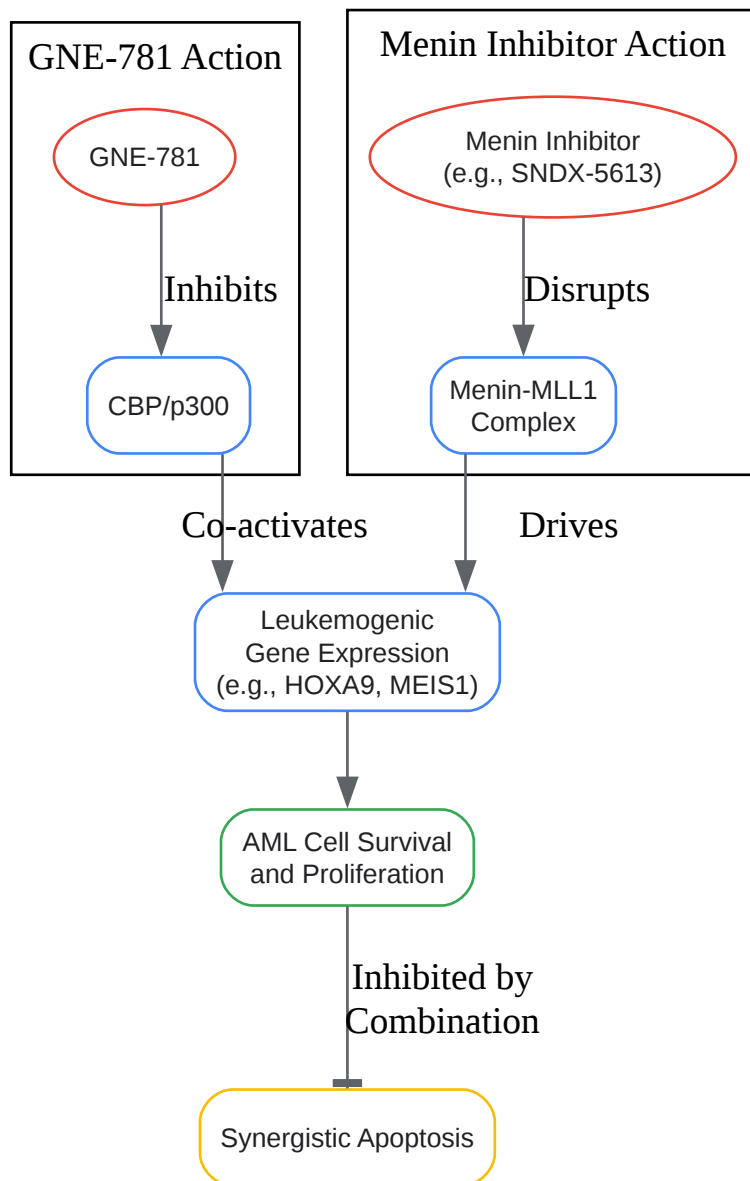 GNE-781 Action
Menin Inhibitor Action
GNE-781
Menin Inhibitor
(e.g., SNDX-5613)
Inhibits
Disrupts
CBP/p300
Menin-MLL1
Complex
Co-activates
Drives
Leukemogenic
Gene Expression
(e.g., HOXA9, MEIS1)
AML Cell Survival
and Proliferation
Inhibited by
Combination
Synergistic Apoptosis